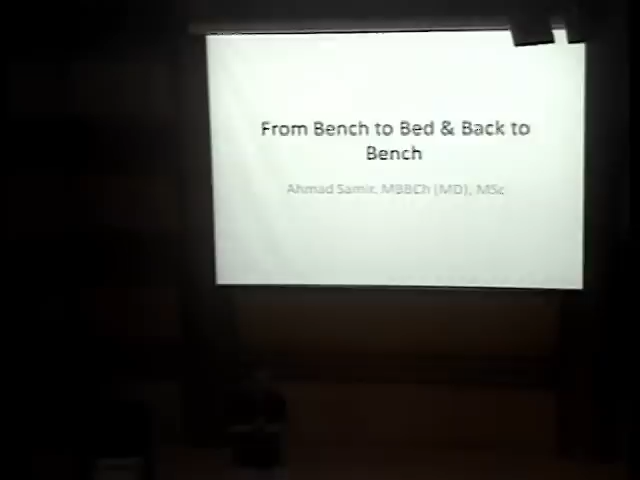 From Bench to Bed & Back to
Bench
Ahmad Samir, MBBCh (MD), MSc